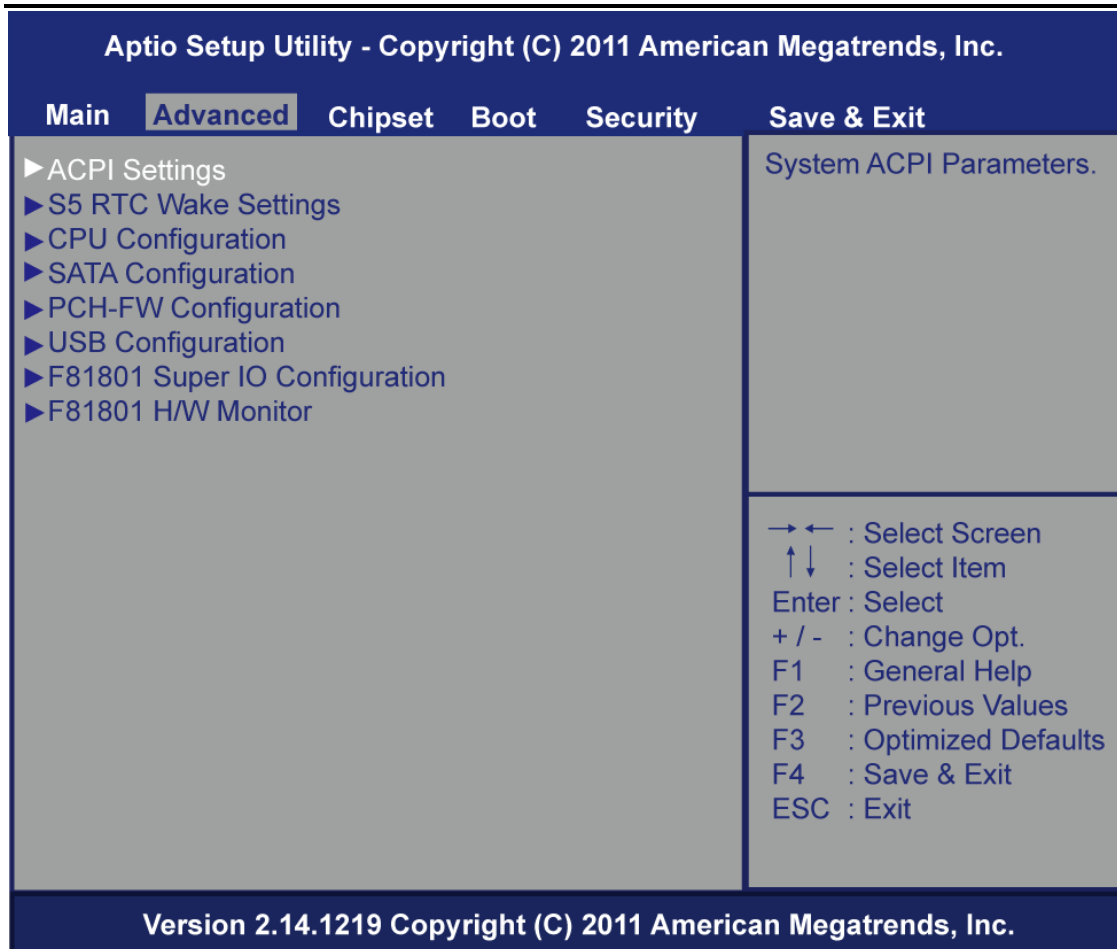 Aptio Setup Utility - Copyright (C) 2011 American Megatrends, Inc.
Main Advanced Chipset Boot Security Save & Exit
►ACPI Settings
►S5 RTC Wake Settings
►CPU Configuration
►SATA Configuration
►PCH-FW Configuration
►USB Configuration
►F81801 Super IO Configuration
►F81801 H/W Monitor
System ACPI Parameters.
→← : Select Screen
↑↓ : Select Item
Enter : Select
+ / - : Change Opt.
F1 : General Help
F2 : Previous Values
F3 : Optimized Defaults
F4 : Save & Exit
ESC : Exit
Version 2.14.1219 Copyright (C) 2011 American Megatrends, Inc.